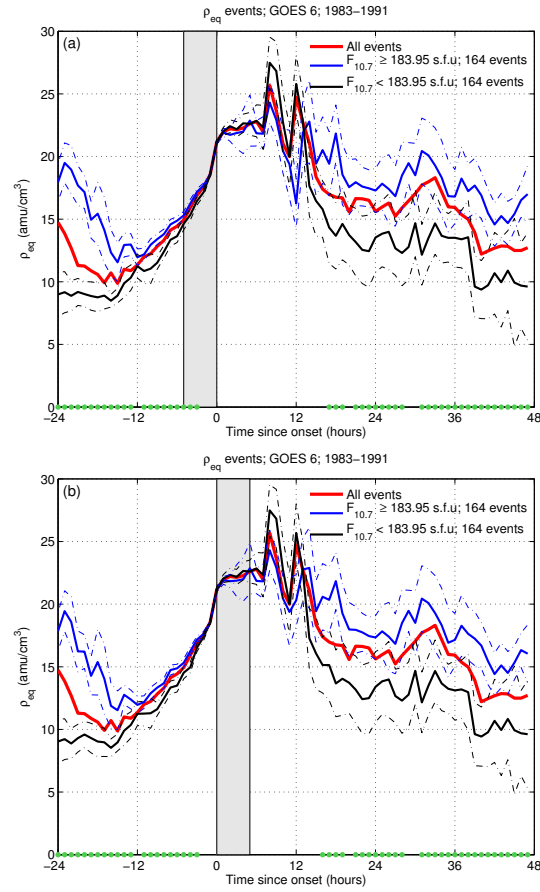 ρeq events; GOES 6; 1983−1991
(a)
All events
F10.7 ≥ 183.95 s.f.u; 164 events
F10.7 < 183.95 s.f.u; 164 events
30
25
20
15
10
5
0
ρeq (amu/cm3)
−24 −12 0 12 24 36 48
Time since onset (hours)
ρeq events; GOES 6; 1983−1991
(b)
All events
F10.7 ≥ 183.95 s.f.u; 164 events
F10.7 < 183.95 s.f.u; 164 events
30
25
20
15
10
5
0
ρeq (amu/cm3)
−24 −12 0 12 24 36 48
Time since onset (hours)